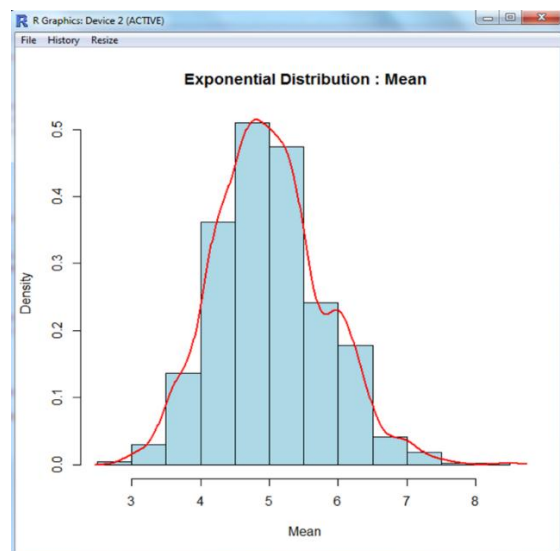 R Graphics: Device 2 (ACTIVE)
File History Resize
Exponential Distribution : Mean
0.5
0.4
0.3
0.2
0.1
0.0
Density
3 4 5 6 7 8
Mean